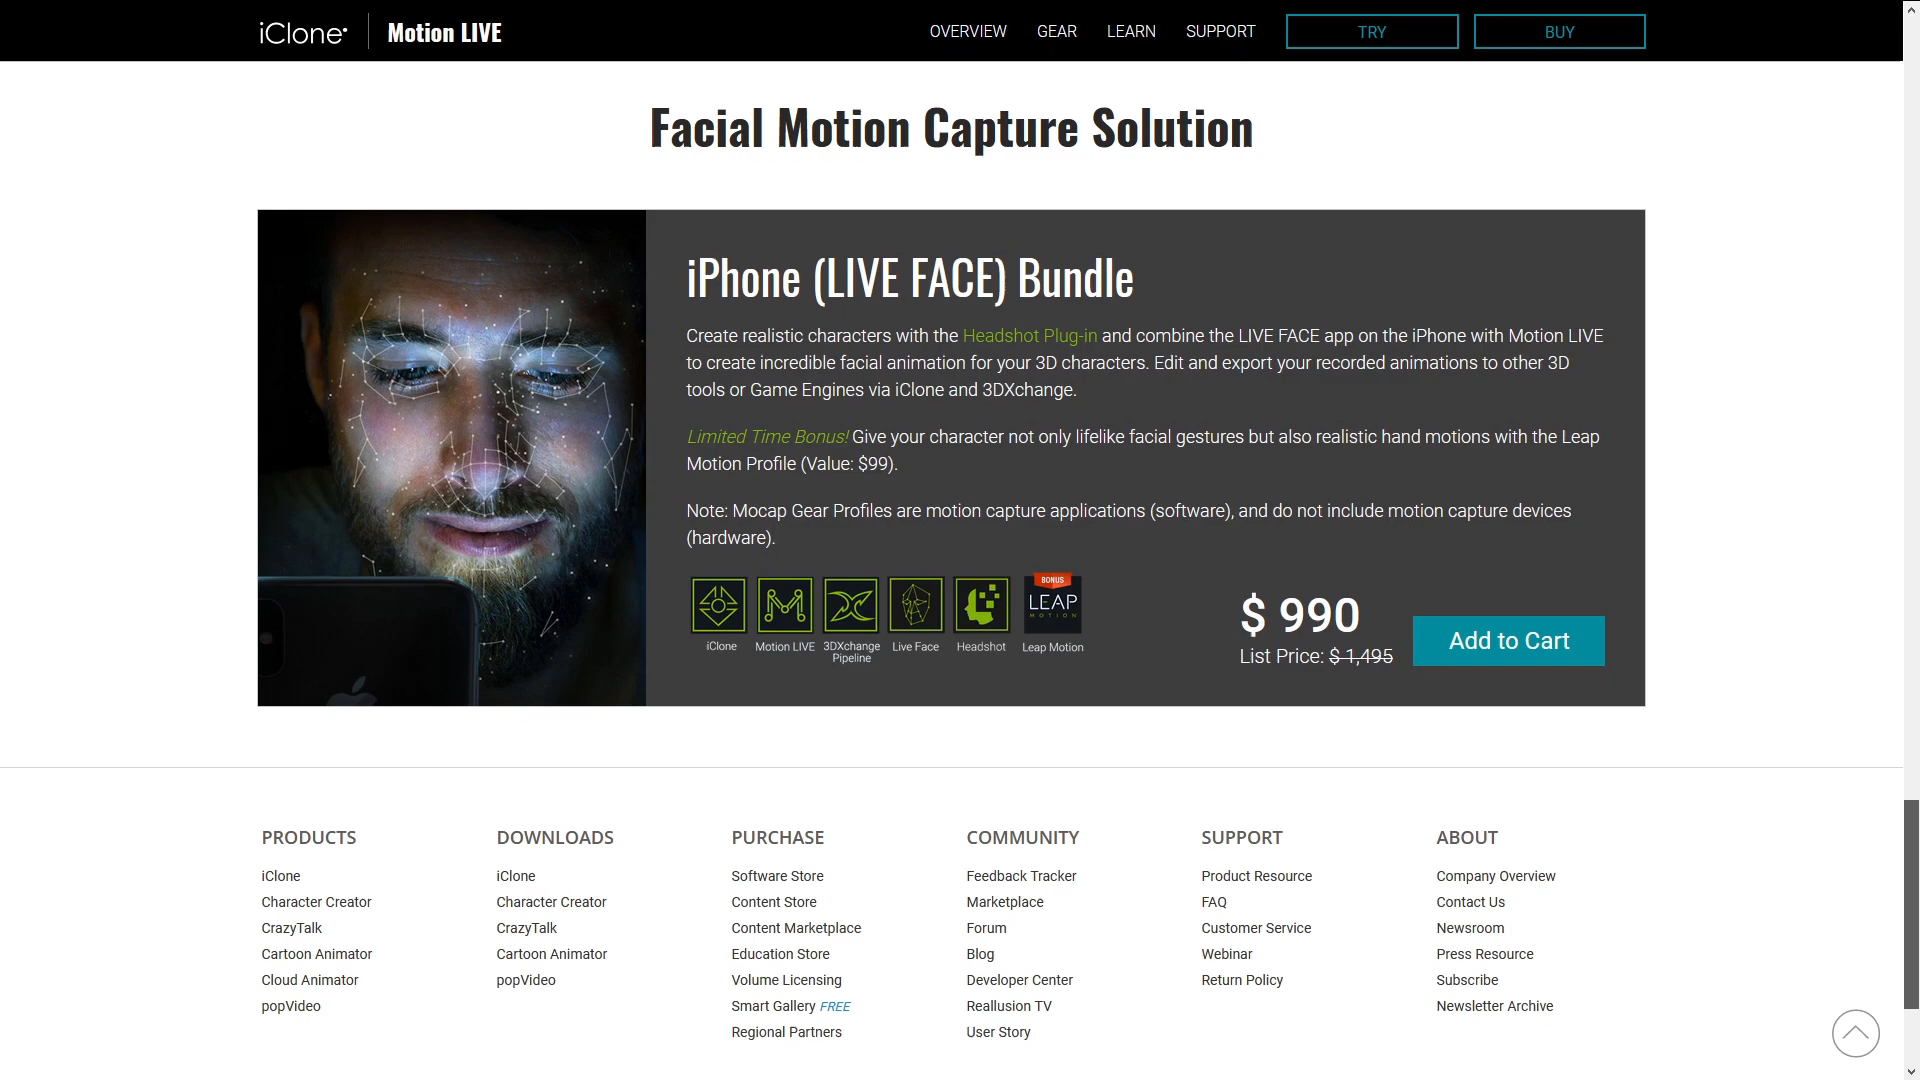 iClone
Motion LIVE
OVERVIEW
GEAR
LEARN
SUPPORT
TRY
BUY
Facial Motion Capture Solution
iPhone (LIVE FACE) Bundle
Create realistic characters with the Headshot Plug-in and combine the LIVE FACE app on the iPhone with Motion LIVE
to create incredible facial animation for your 3D characters. Edit and export your recorded animations to other 3D
tools or Game Engines via iClone and 3DXchange.
Limited Time Bonus! Give your character not only lifelike facial gestures but also realistic hand motions with the Leap
Motion Profile (Value: $99).
Note: Mocap Gear Profiles are motion capture applications (software), and do not include motion capture devices
(hardware).
BONUS
LEAP
MOTION
iClone
Motion LIVE
3DXchange
Pipeline
Live Face
Headshot
Leap Motion
$ 990
List Price: $ 1,495
Add to Cart
PRODUCTS
iClone
Character Creator
CrazyTalk
Cartoon Animator
Cloud Animator
popVideo
DOWNLOADS
iClone
Character Creator
CrazyTalk
Cartoon Animator
popVideo
PURCHASE
Software Store
Content Store
Content Marketplace
Education Store
Volume Licensing
Smart Gallery FREE
Regional Partners
COMMUNITY
Feedback Tracker
Marketplace
Forum
Blog
Developer Center
Reallusion TV
User Story
SUPPORT
Product Resource
FAQ
Customer Service
Webinar
Return Policy
ABOUT
Company Overview
Contact Us
Newsroom
Press Resource
Subscribe
Newsletter Archive